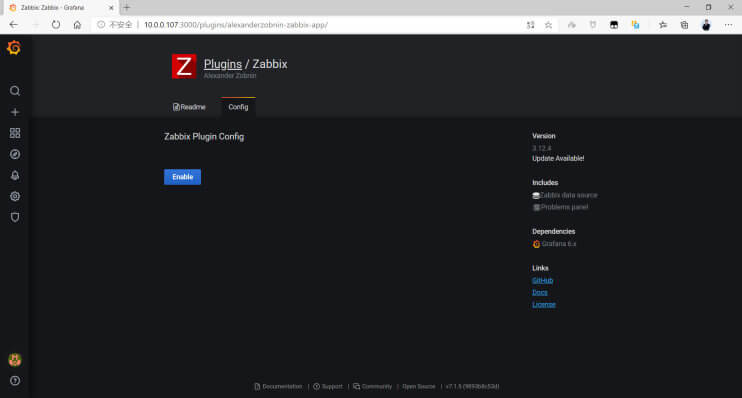 Zabbix: Zabbix - Grafana
不安全 | 10.0.0.107:3000/plugins/alexanderzobnin-zabbix-app/
Z
Plugins / Zabbix
Alexander Zobnin
Readme
Config
Zabbix Plugin Config
Enable
Version
3.12.4
Update Available!
Includes
Zabbix data source
Problems panel
Dependencies
Grafana 6.x
Links
GitHub
Docs
License
Documentation | Support | Community | Open Source | v7.1.5 (9893b8c53d)